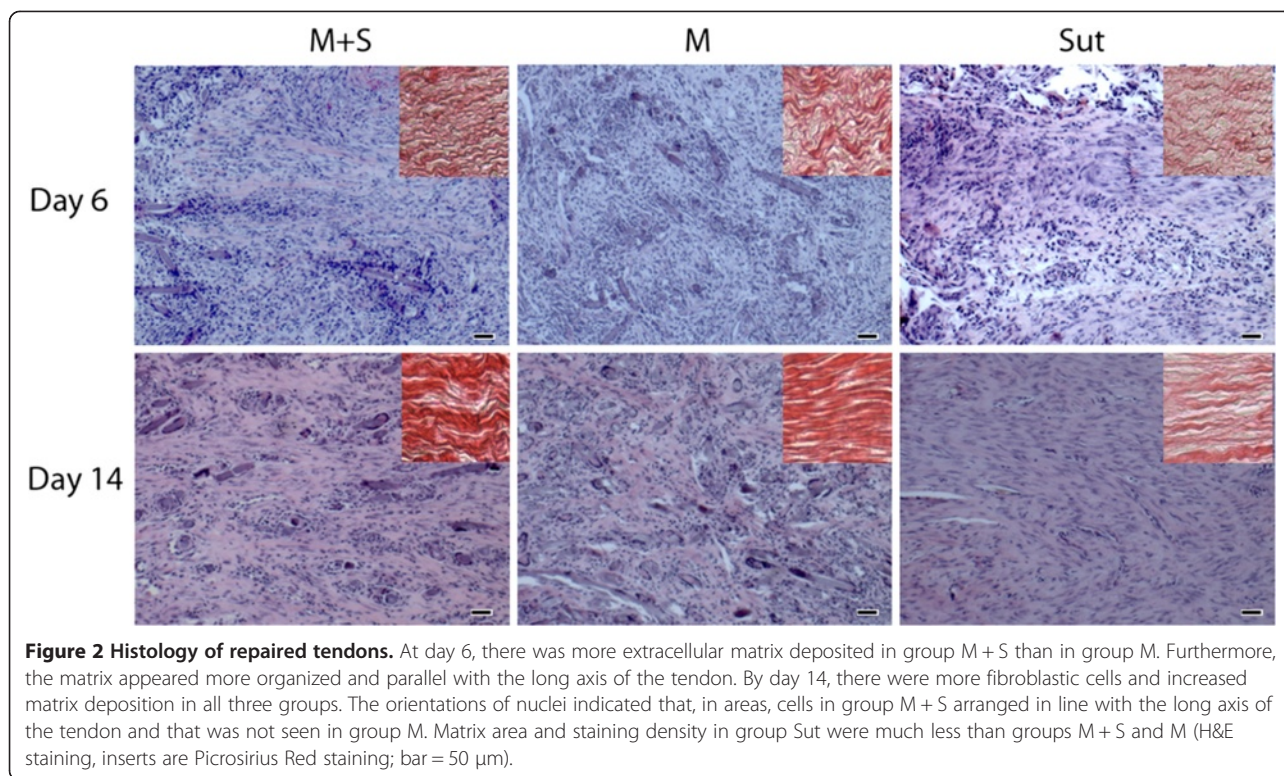 M+S M Sut
Day 6
Day 14
Figure 2 Histology of repaired tendons. At day 6, there was more extracellular matrix deposited in group M + S than in group M. Furthermore,
the matrix appeared more organized and parallel with the long axis of the tendon. By day 14, there were more fibroblastic cells and increased
matrix deposition in all three groups. The orientations of nuclei indicated that, in areas, cells in group M + S arranged in line with the long axis of
the tendon and that was not seen in group M. Matrix area and staining density in group Sut were much less than groups M + S and M (H&E
staining, inserts are Picrosirius Red staining; bar = 50 μm).